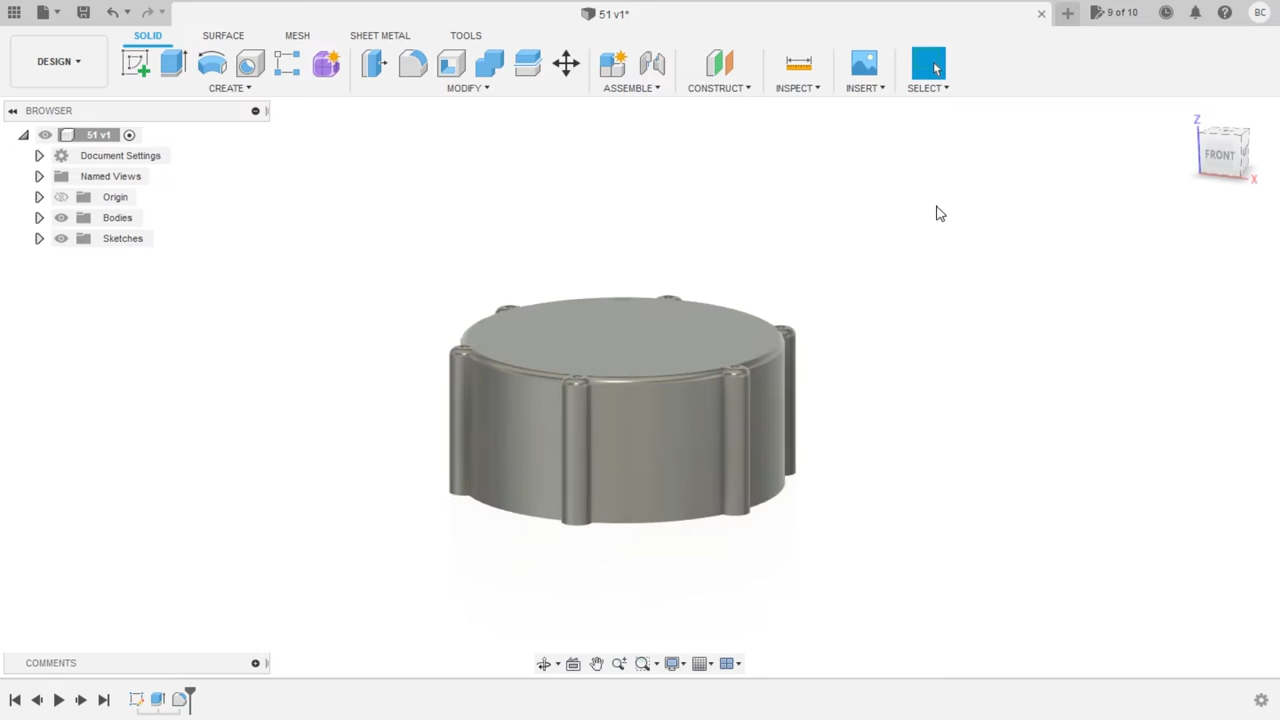 51 v1*
9 of 10
BC
DESIGN
SOLID
SURFACE
MESH
SHEET METAL
TOOLS
CREATE
MODIFY
ASSEMBLE
CONSTRUCT
INSPECT
INSERT
SELECT
BROWSER
51 v1
Document Settings
Named Views
Origin
Bodies
Sketches
Z
FRONT
X
COMMENTS